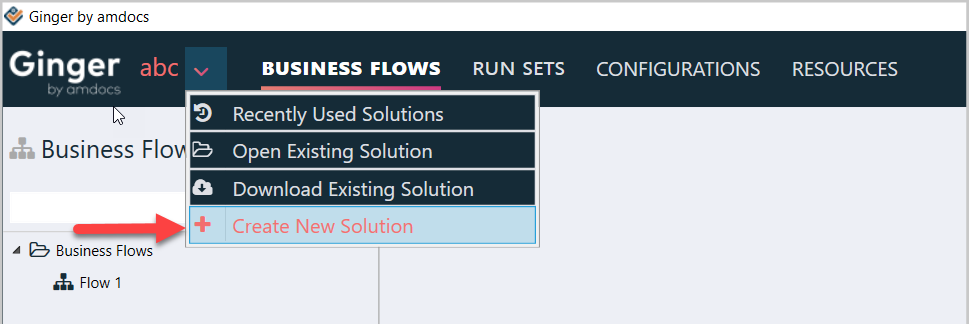 Ginger by amdocs
Ginger by amdocs abc BUSINESS FLOWS RUN SETS CONFIGURATIONS RESOURCES
Recently Used Solutions
Business Flow
Open Existing Solution
Download Existing Solution
Create New Solution
Business Flows
Flow 1